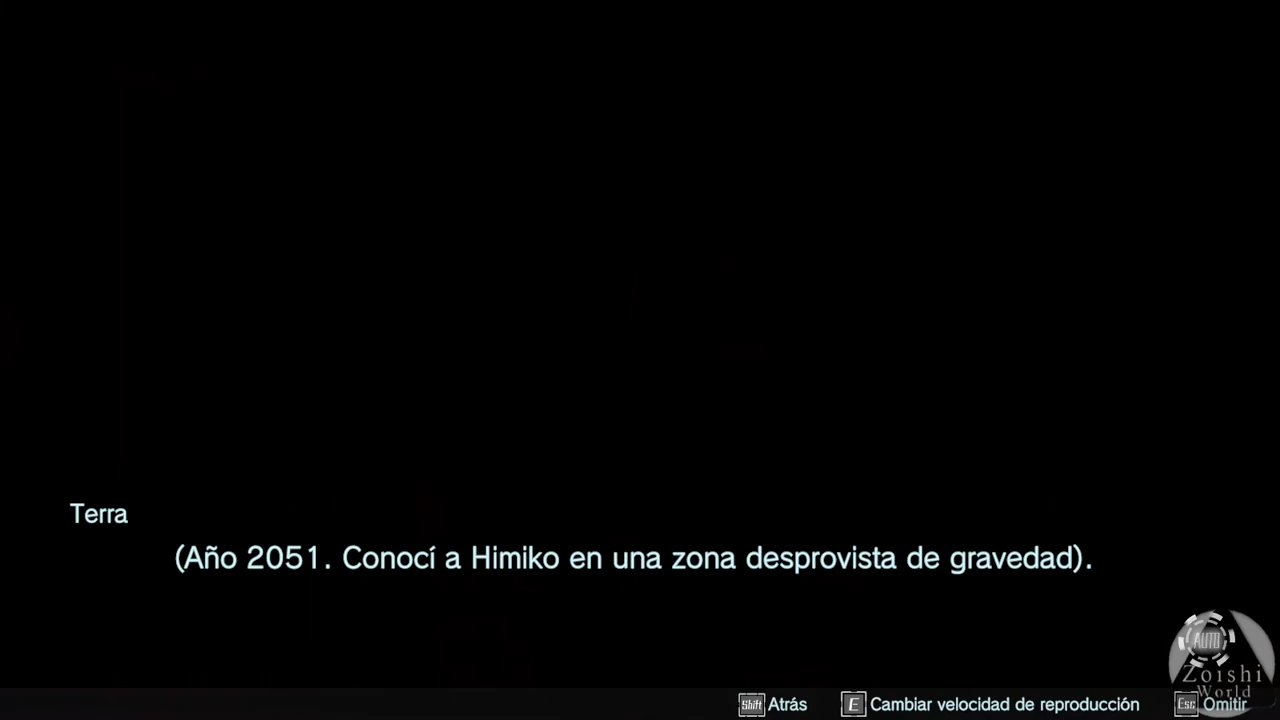 Terra
(Año 2051. Conocí a Himiko en una zona desprovista de gravedad).
AUTO
Zoishi
World
Shift Atrás E Cambiar velocidad de reproducción Esc Omitir